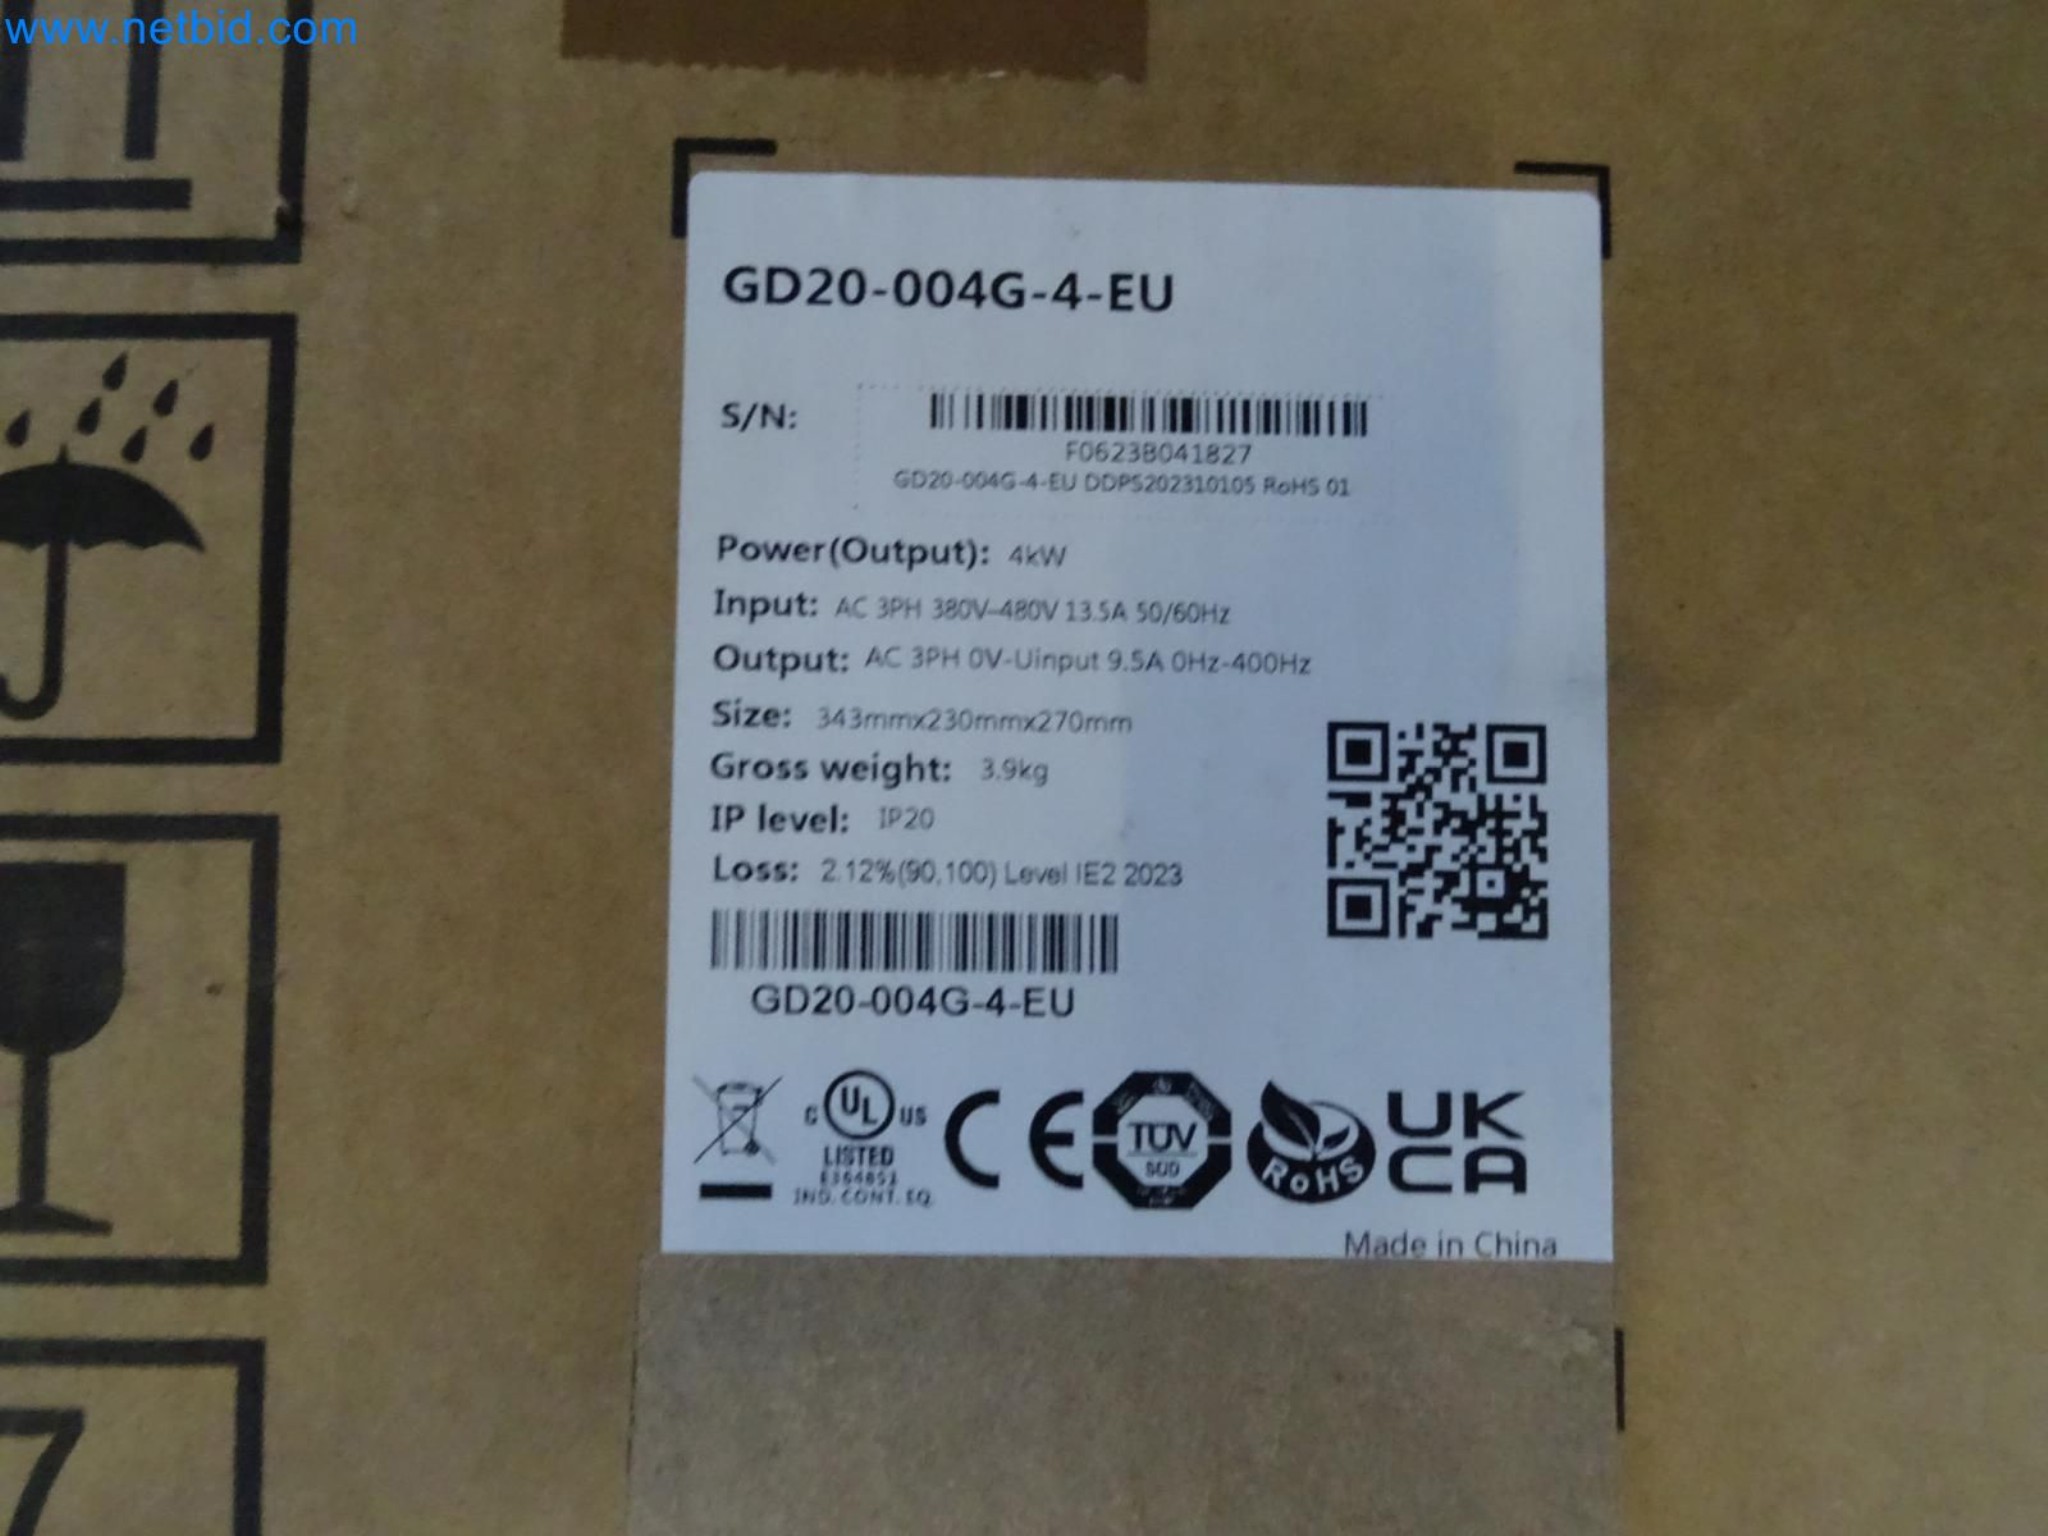 www.netbid.com
GD20-004G-4-EU
S/N:
F0623B041827
GD20-004G-4-EU DDPS202310105 RoHS 01
Power(Output): 4kW
Input: AC 3PH 380V-480V 13.5A 50/60Hz
Output: AC 3PH 0V-Uinput 9.5A 0Hz-400Hz
Size: 343mmx230mmx270mm
Gross weight: 3.9kg
IP level: IP20
Loss: 2.12%(90,100) Level IE2 2023
GD20-004G-4-EU
C UL US
LISTED
E364851
IND. CONT. EQ.
CE
TÜV
SÜD
RoHS
UK
CA
Made in China
7